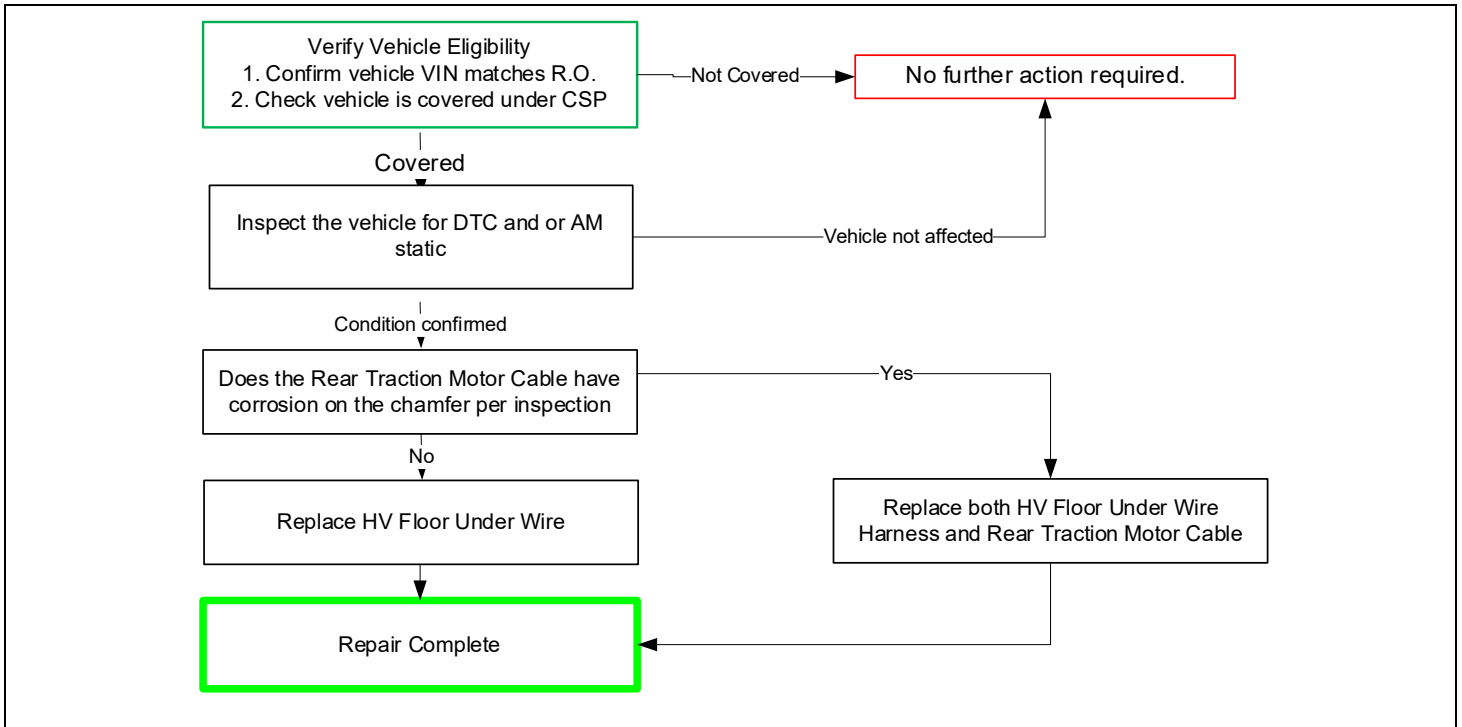 Verify Vehicle Eligibility
1. Confirm vehicle VIN matches R.O.
2. Check vehicle is covered under CSP
Not Covered
No further action required.
Covered
Inspect the vehicle for DTC and or AM
static
Vehicle not affected
Condition confirmed
Does the Rear Traction Motor Cable have
corrosion on the chamfer per inspection
Yes
No
Replace HV Floor Under Wire
Replace both HV Floor Under Wire
Harness and Rear Traction Motor Cable
Repair Complete